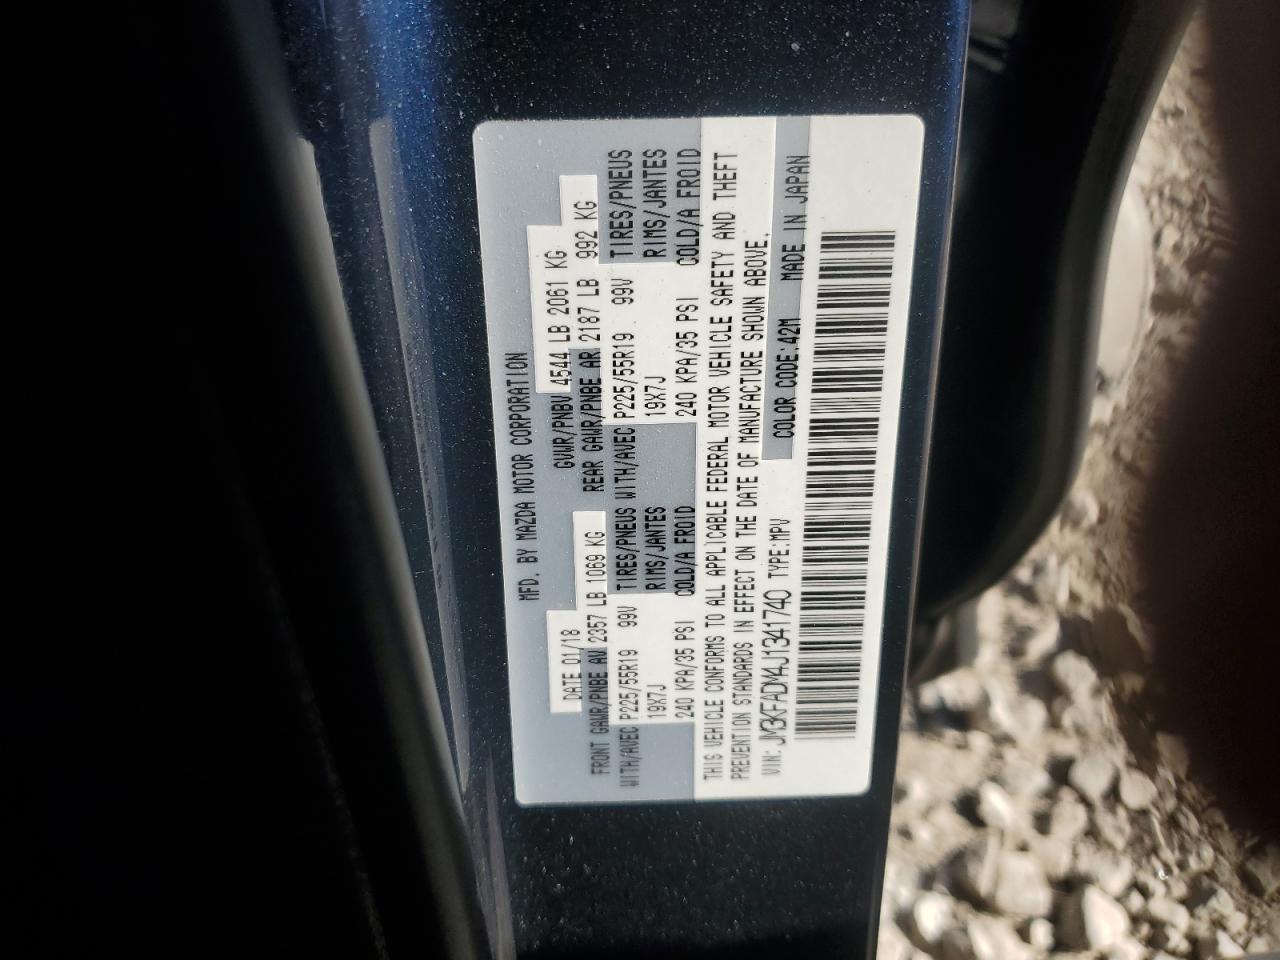 MFD. BY MAZDA MOTOR CORPORATION
DATE 01/18 GVWR/PNBV 4544 LB 2061 KG
FRONT GAWR/PNBE AV 2357 LB 1069 KG REAR GAWR/PNBE AR 2187 LB 992 KG
WITH/AVEC P225/55R19 99V TIRES/PNEUS WITH/AVEC P225/55R19 99V TIRES/PNEUS
19X7J RIMS/JANTES 19X7J RIMS/JANTES
240 KPA/35 PSI COLD/A FROID 240 KPA/35 PSI COLD/A FROID
THIS VEHICLE CONFORMS TO ALL APPLICABLE FEDERAL MOTOR VEHICLE SAFETY AND THEFT
PREVENTION STANDARDS IN EFFECT ON THE DATE OF MANUFACTURE SHOWN ABOVE.
VIN: JM3KFADM4J1341740 TYPE:MPV COLOR CODE:42M MADE IN JAPAN